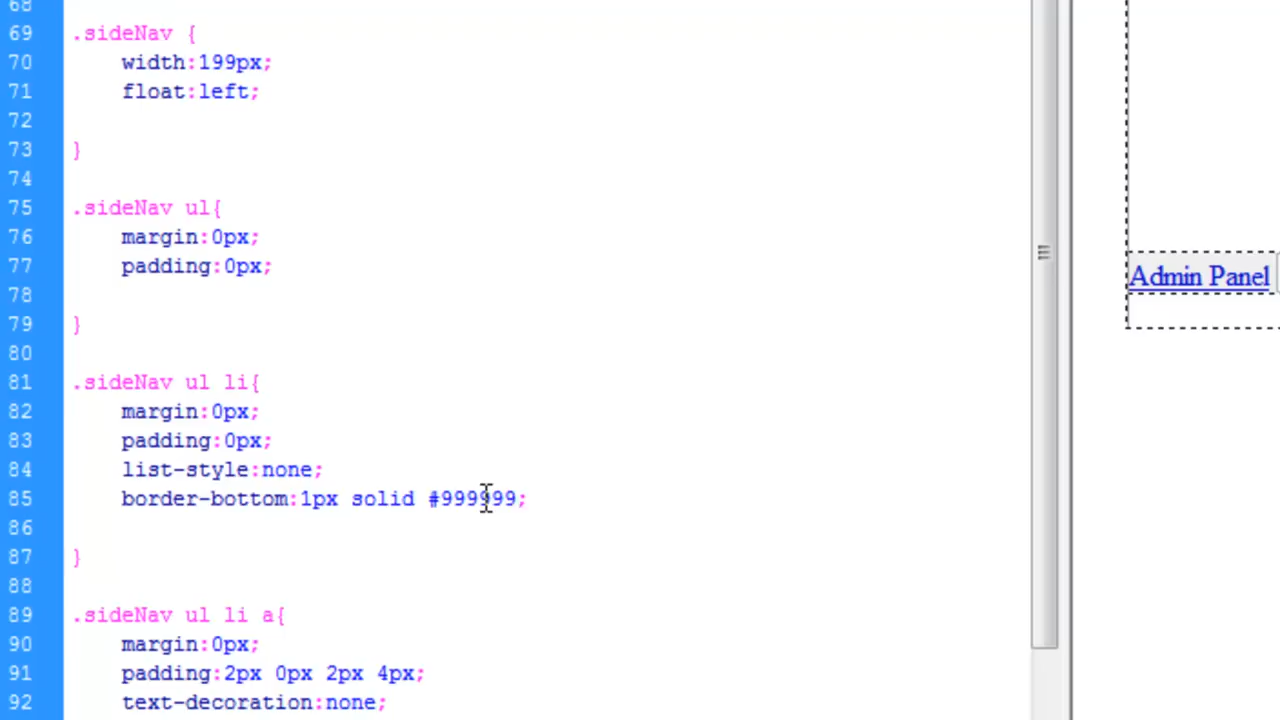 68
69 .sideNav {
70 width:199px;
71 float:left;
72
73 }
74
75 .sideNav ul{
76 margin:0px;
77 padding:0px;
78
79 }
80
81 .sideNav ul li{
82 margin:0px;
83 padding:0px;
84 list-style:none;
85 border-bottom:1px solid #999999;
86
87 }
88
89 .sideNav ul li a{
90 margin:0px;
91 padding:2px 0px 2px 4px;
92 text-decoration:none;
Admin Panel